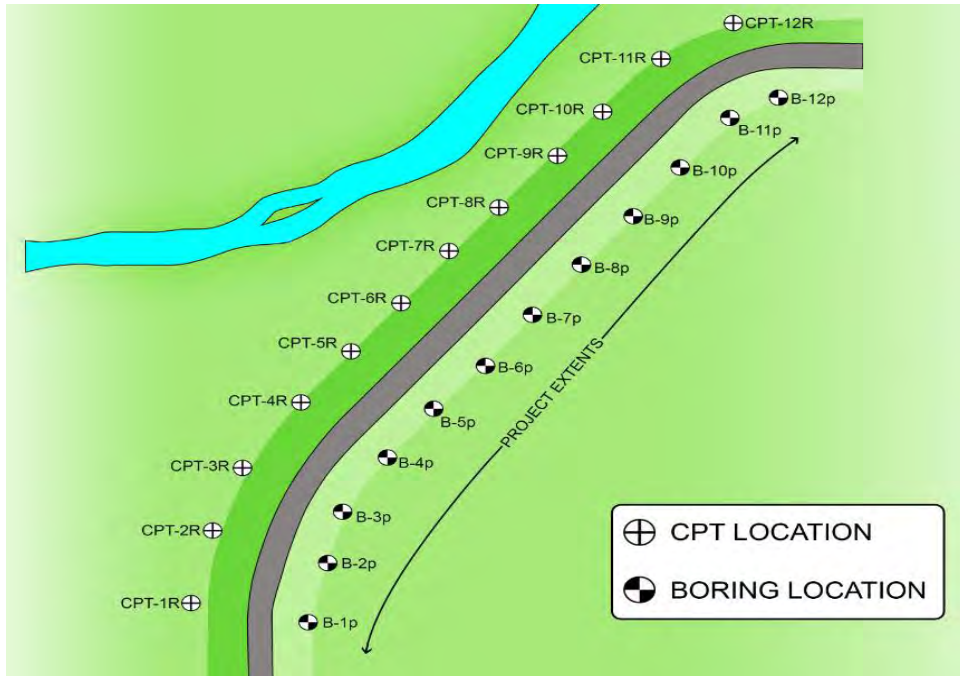 CPT-12R
CPT-11R
CPT-10R
CPT-9R
CPT-8R
CPT-7R
CPT-6R
CPT-5R
CPT-4R
CPT-3R
CPT-2R
CPT-1R
B-12p
B-11p
B-10p
B-9p
B-8p
B-7p
B-6p
B-5p
B-4p
B-3p
B-2p
B-1p
PROJECT EXTENTS
CPT LOCATION
BORING LOCATION